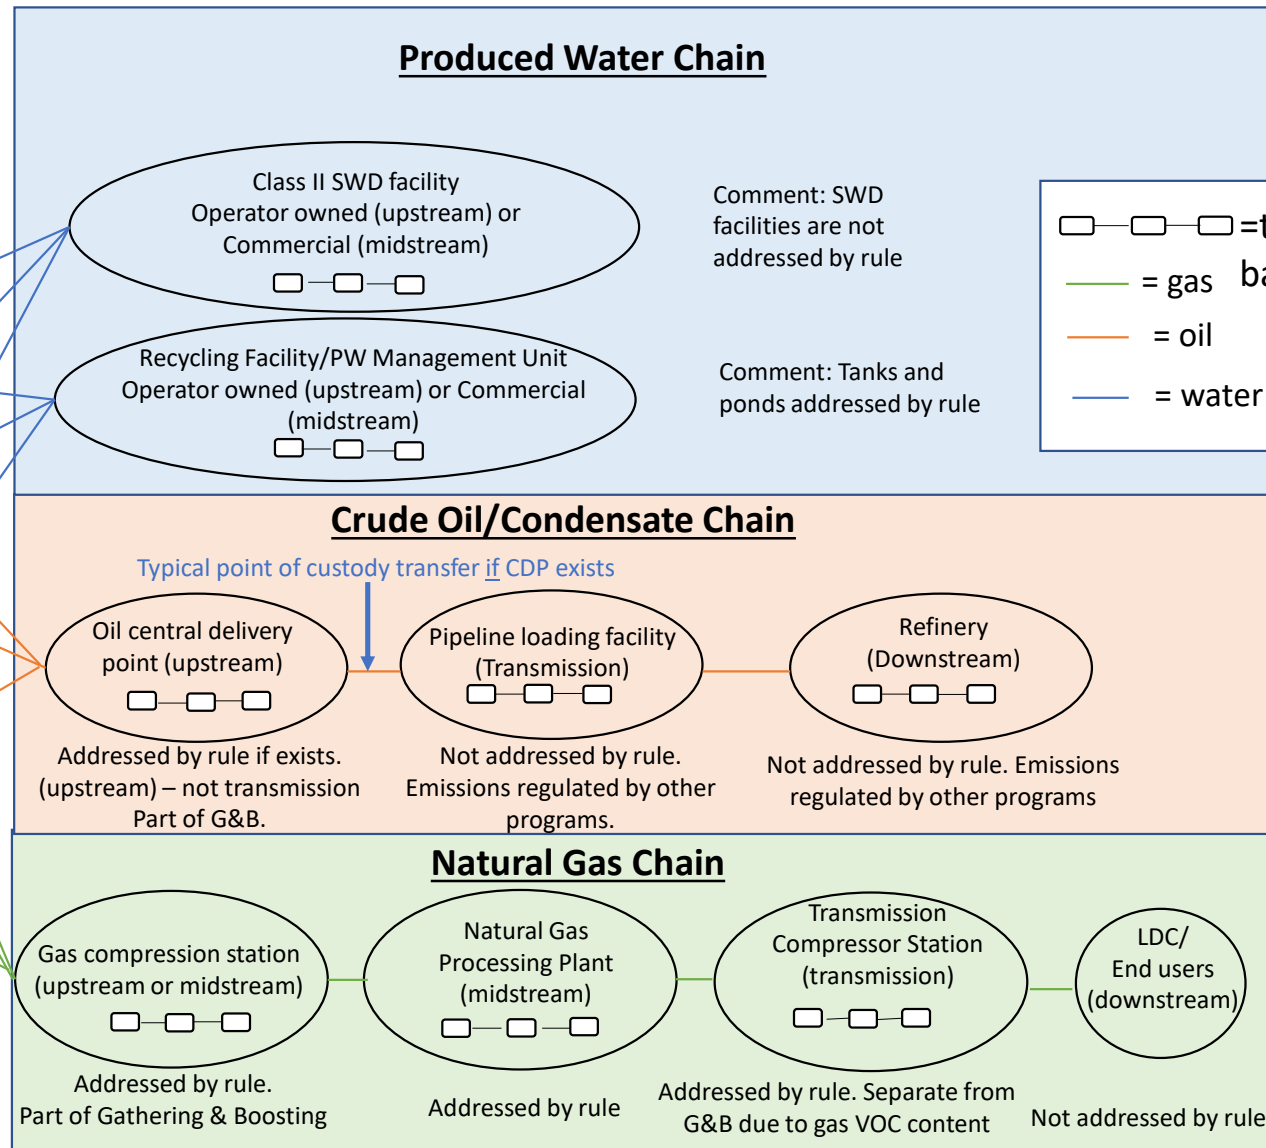 Produced Water Chain
Class II SWD facility
Operator owned (upstream) or
Commercial (midstream)
Comment: SWD
facilities are not
addressed by rule
= gas
= oil
= water
Recycling Facility/PW Management Unit
Operator owned (upstream) or Commercial
(midstream)
Comment: Tanks and
ponds addressed by rule
Crude Oil/Condensate Chain
Typical point of custody transfer if CDP exists
Oil central delivery
point (upstream)
Pipeline loading facility
(Transmission)
Refinery
(Downstream)
Addressed by rule if exists.
(upstream) – not transmission
Part of G&B.
Not addressed by rule.
Emissions regulated by other
programs.
Not addressed by rule. Emissions
regulated by other programs
Natural Gas Chain
Gas compression station
(upstream or midstream)
Natural Gas
Processing Plant
(midstream)
Transmission
Compressor Station
(transmission)
LDC/
End users
(downstream)
Addressed by rule.
Part of Gathering & Boosting
Addressed by rule
Addressed by rule. Separate from
G&B due to gas VOC content
Not addressed by rule